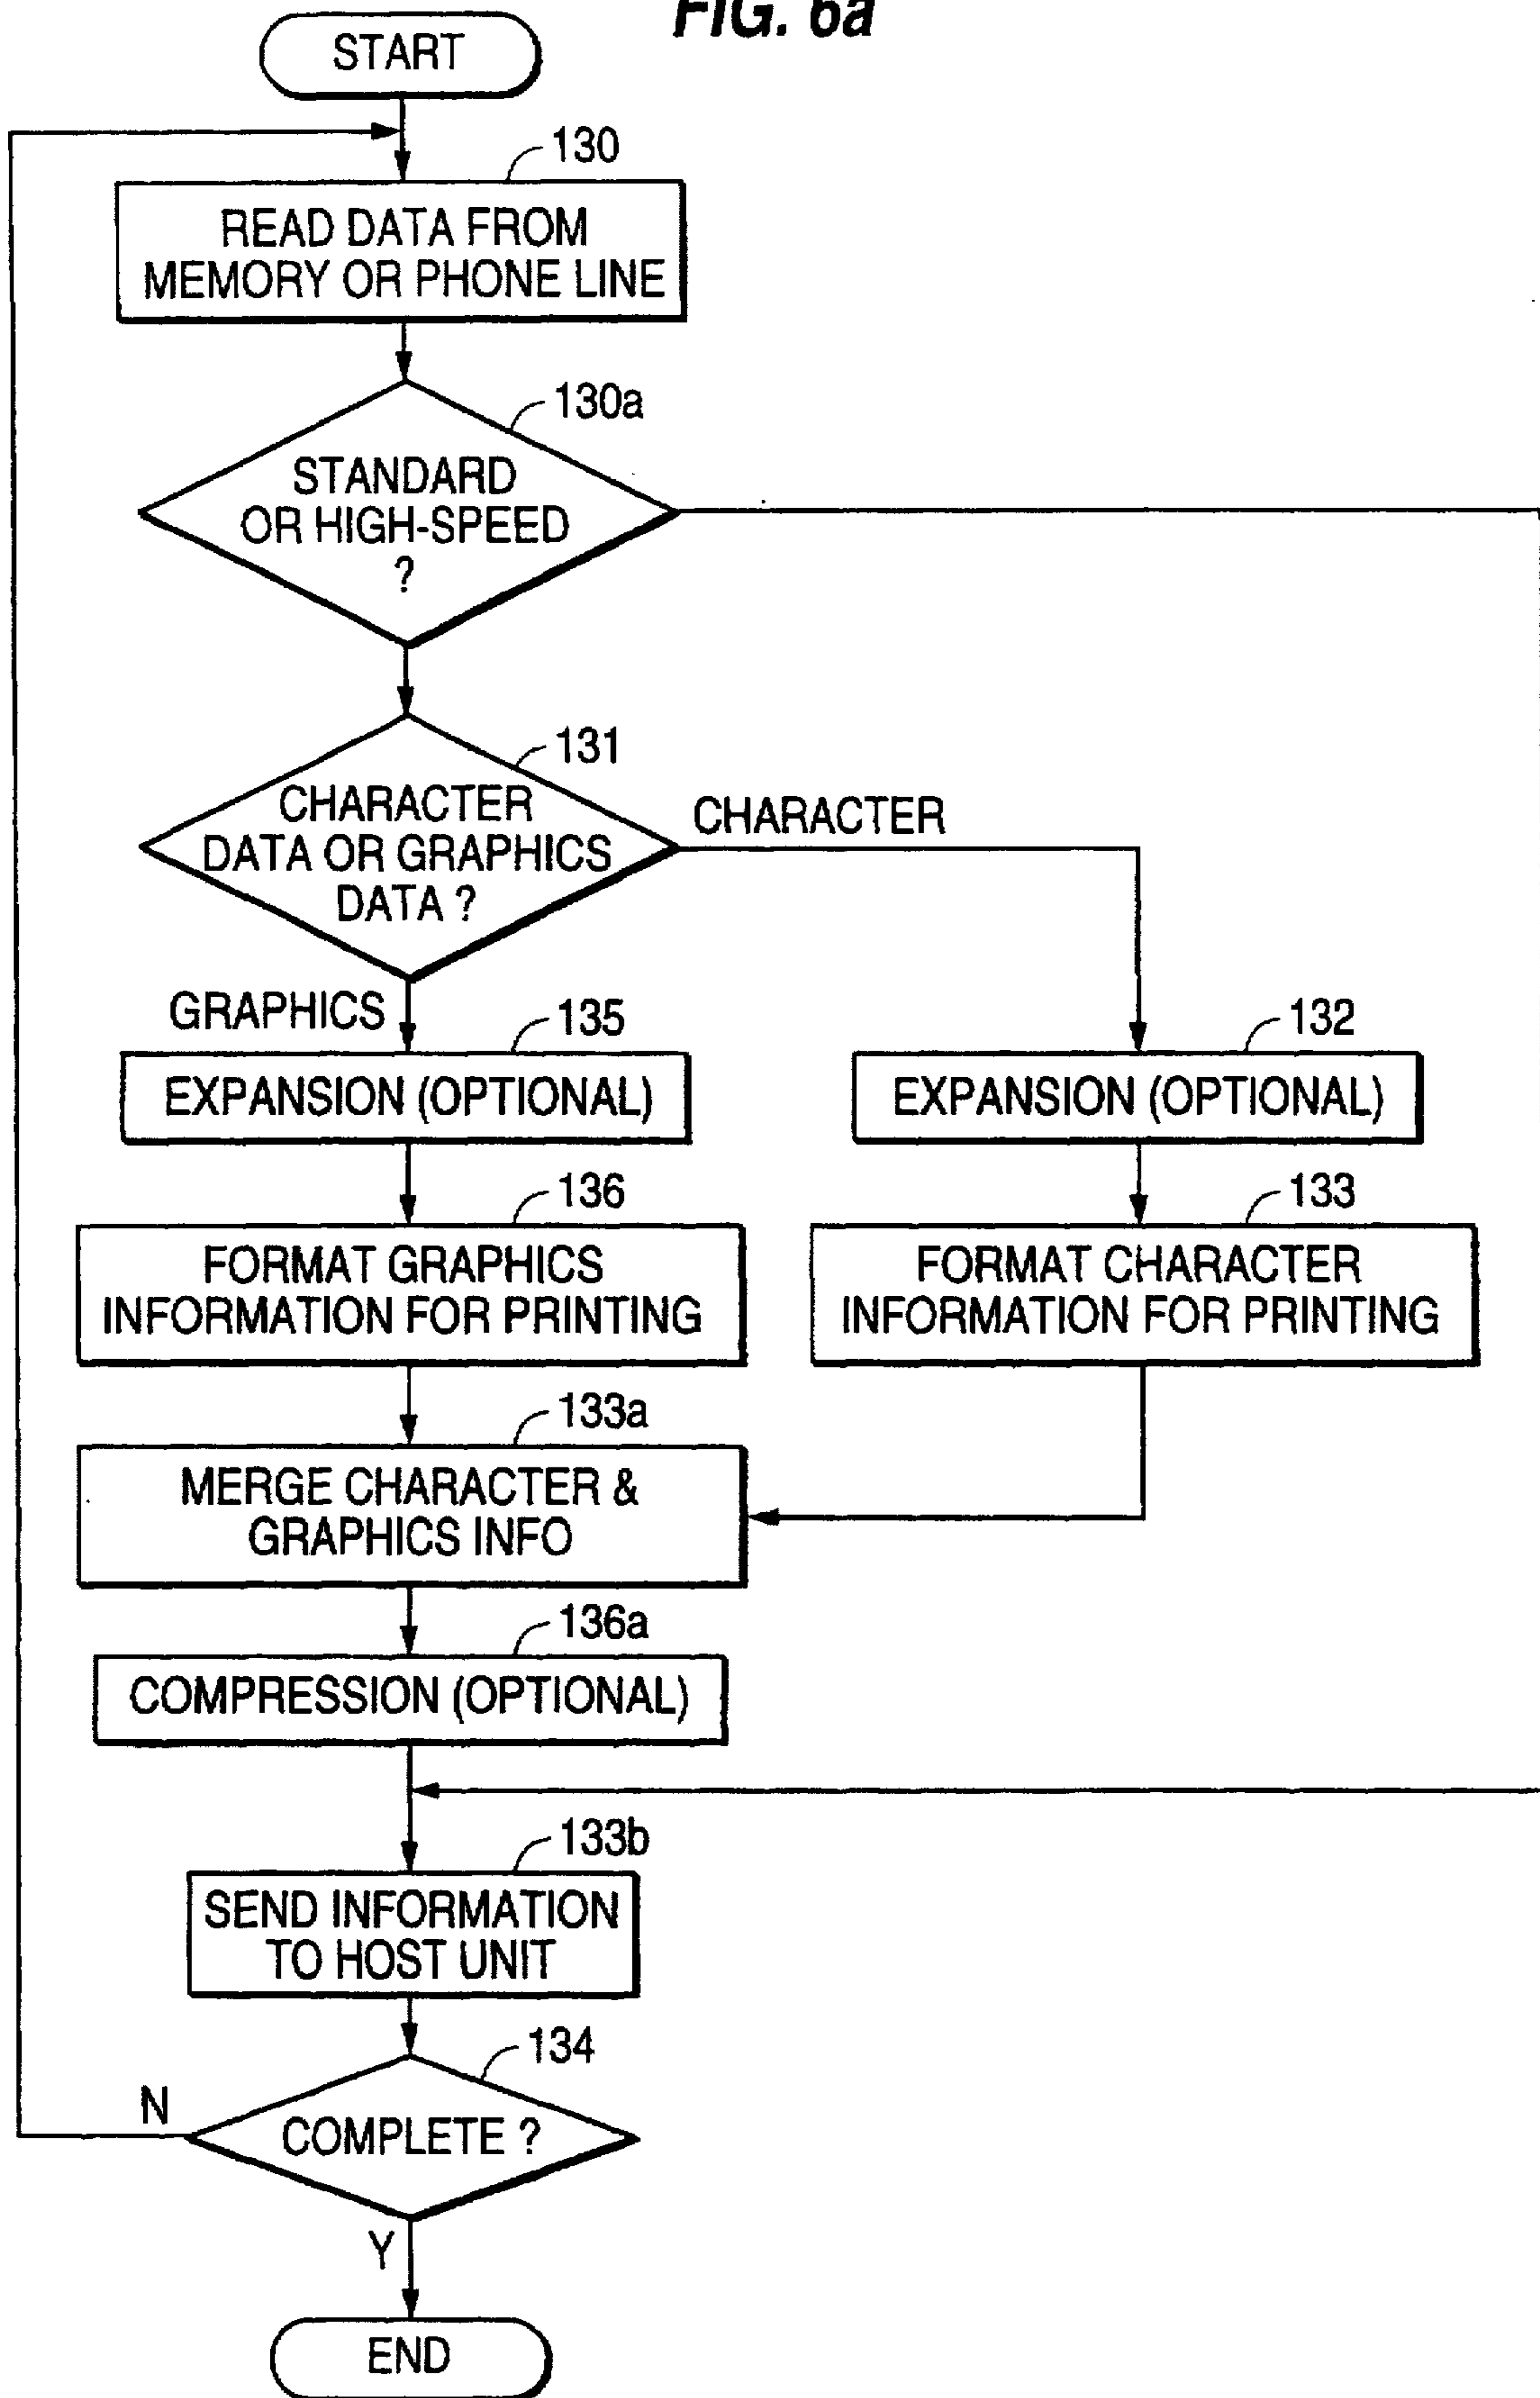 FIG. 6a
START
130
READ DATA FROM
MEMORY OR PHONE LINE
130a
STANDARD
OR HIGH-SPEED
?
131
CHARACTER
DATA OR GRAPHICS
DATA ?
CHARACTER
GRAPHICS
135
EXPANSION (OPTIONAL)
132
EXPANSION (OPTIONAL)
136
FORMAT GRAPHICS
INFORMATION FOR PRINTING
133
FORMAT CHARACTER
INFORMATION FOR PRINTING
133a
MERGE CHARACTER &
GRAPHICS INFO
136a
COMPRESSION (OPTIONAL)
133b
SEND INFORMATION
TO HOST UNIT
134
COMPLETE ?
N
Y
END